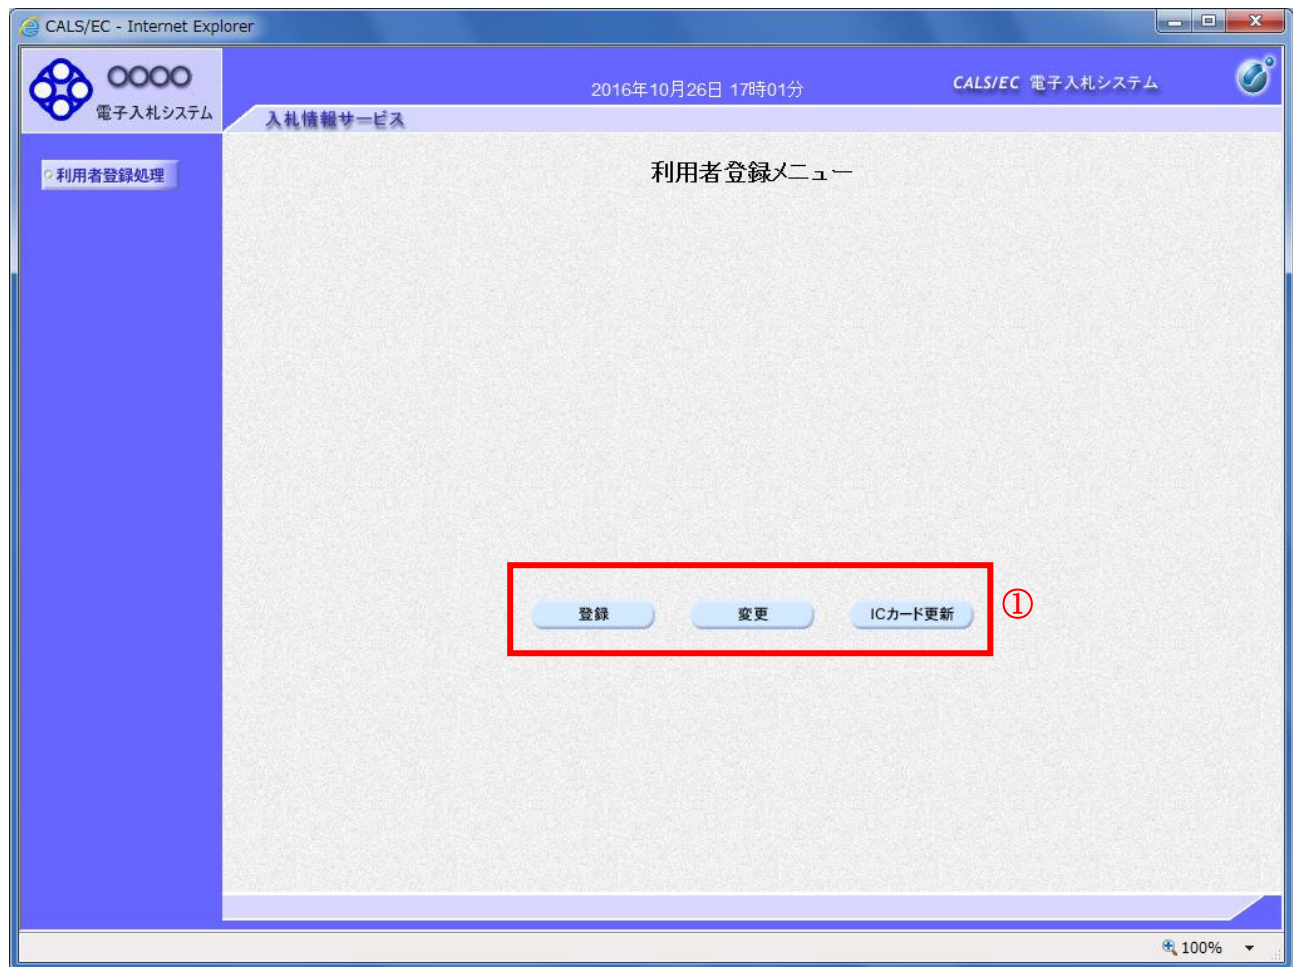 CALS/EC - Internet Explorer
○○○○
電子入札システム
2016年10月26日 17時01分
CALS/EC 電子入札システム
入札情報サービス
利用者登録処理
利用者登録メニュー
登録
変更
ICカード更新
①
100%